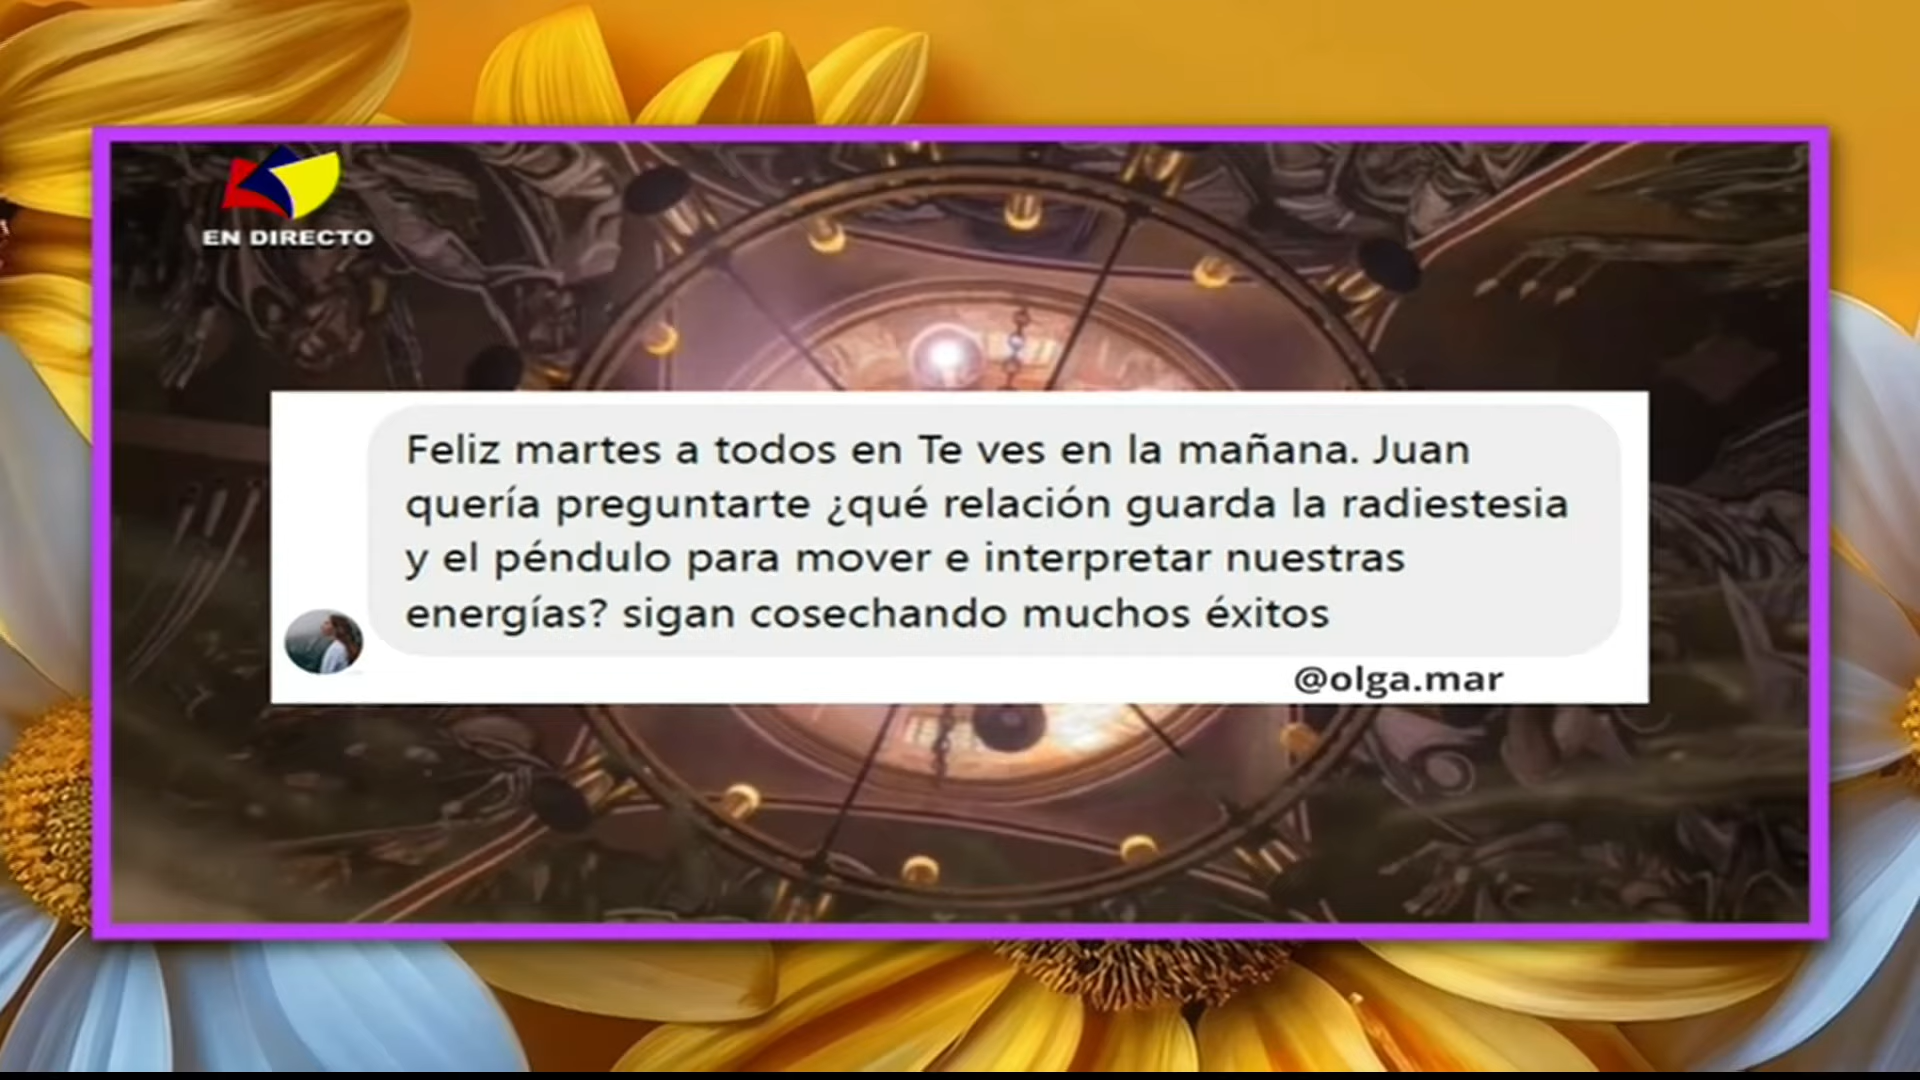 EN DIRECTO
Feliz martes a todos en Te ves en la mañana. Juan
quería preguntarte ¿qué relación guarda la radiestesia
y el péndulo para mover e interpretar nuestras
energías? sigan cosechando muchos éxitos
@olga.mar